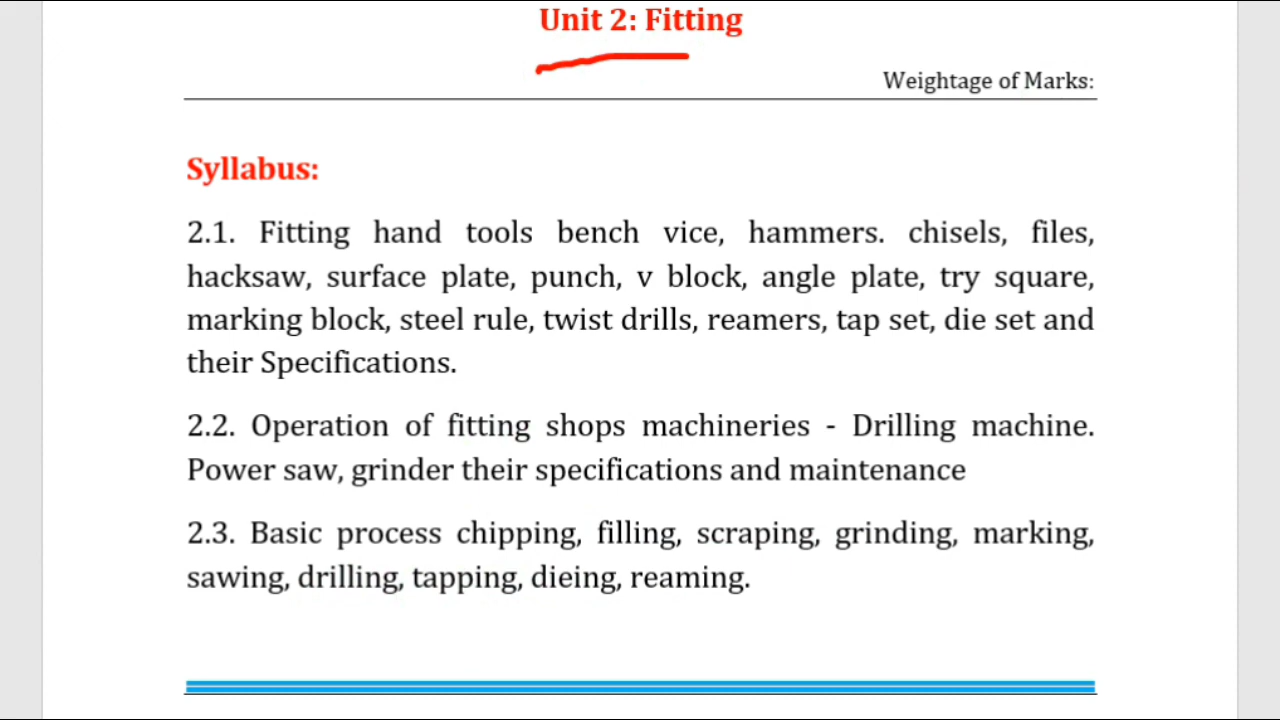 Unit 2: Fitting
Weightage of Marks:
Syllabus:
2.1. Fitting hand tools bench vice, hammers. chisels, files,
hacksaw, surface plate, punch, v block, angle plate, try square,
marking block, steel rule, twist drills, reamers, tap set, die set and
their Specifications.
2.2. Operation of fitting shops machineries - Drilling machine.
Power saw, grinder their specifications and maintenance
2.3. Basic process chipping, filling, scraping, grinding, marking,
sawing, drilling, tapping, dieing, reaming.